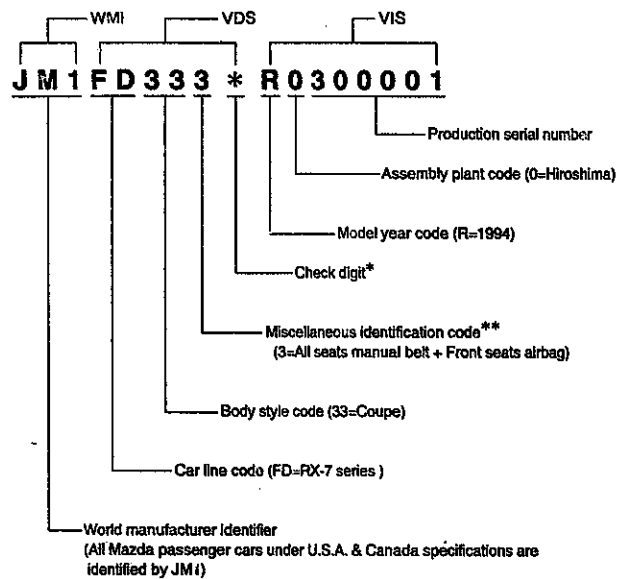 WMI VDS VIS
JM1FD333*R0300001
Production serial number
Assembly plant code (0=Hiroshima)
Model year code (R=1994)
Check digit*
Miscellaneous identification code**
(3=All seats manual belt + Front seats airbag)
Body style code (33=Coupe)
Car line code (FD=RX-7 series )
World manufacturer identifier
(All Mazda passenger cars under U.S.A. & Canada specifications are
identified by JM1)